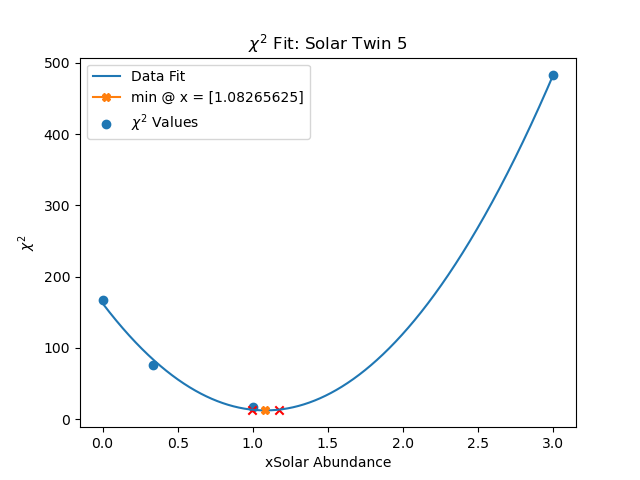 χ² Fit: Solar Twin 5
Data Fit
min @ x = [1.08265625]
χ² Values
500
400
300
200
100
0
χ²
0.0 0.5 1.0 1.5 2.0 2.5 3.0
xSolar Abundance